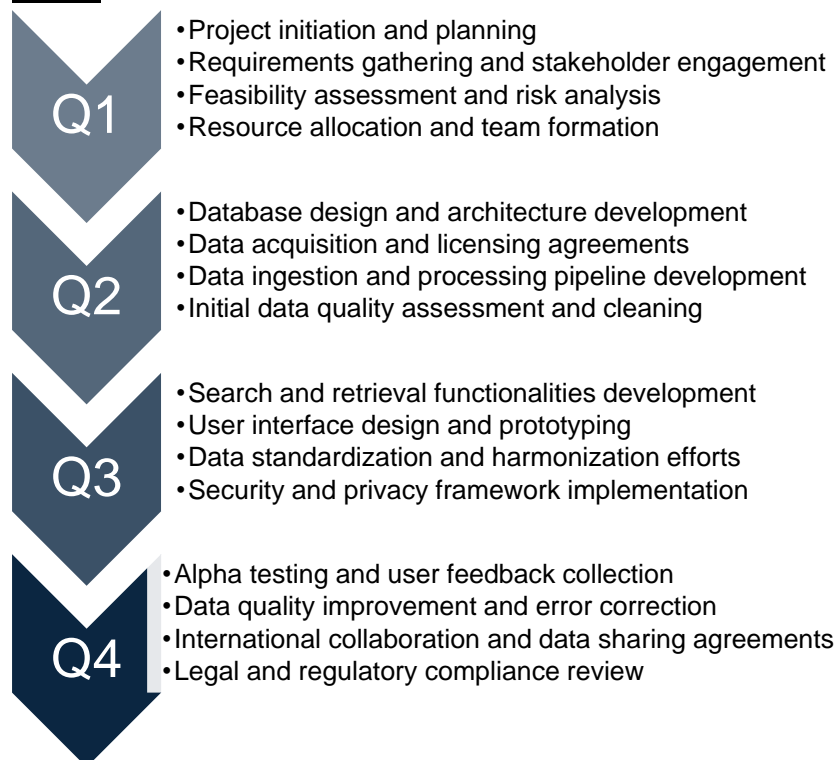 Q1
•Project initiation and planning
•Requirements gathering and stakeholder engagement
•Feasibility assessment and risk analysis
•Resource allocation and team formation
Q2
•Database design and architecture development
•Data acquisition and licensing agreements
•Data ingestion and processing pipeline development
•Initial data quality assessment and cleaning
Q3
•Search and retrieval functionalities development
•User interface design and prototyping
•Data standardization and harmonization efforts
•Security and privacy framework implementation
Q4
•Alpha testing and user feedback collection
•Data quality improvement and error correction
•International collaboration and data sharing agreements
•Legal and regulatory compliance review